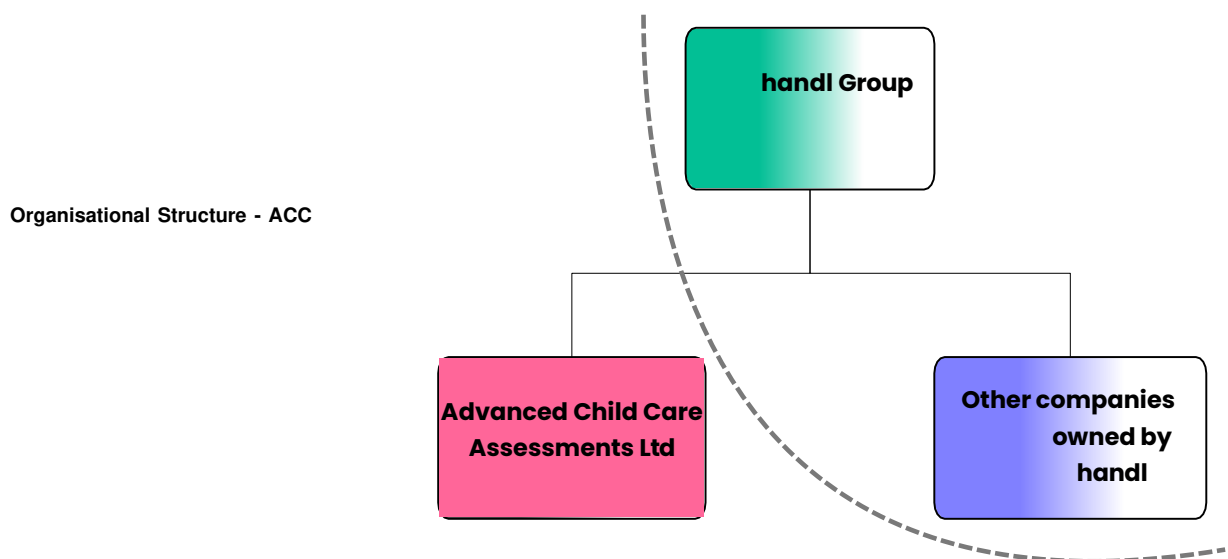 handl Group
Organisational Structure - ACC
Advanced Child Care
Assessments Ltd
Other companies
owned by
handl